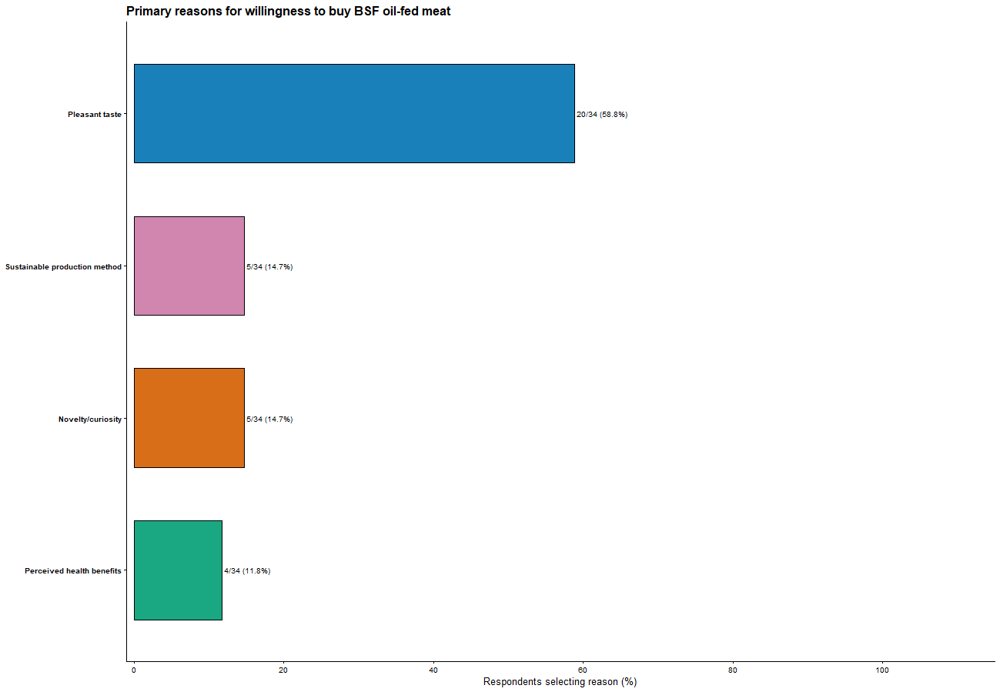 Primary reasons for willingness to buy BSF oil-fed meat
Pleasant taste
20/34 (58.8%)
Sustainable production method
5/34 (14.7%)
Novelty/curiosity
5/34 (14.7%)
Perceived health benefits
4/34 (11.8%)
0 20 40 60 80 100
Respondents selecting reason (%)